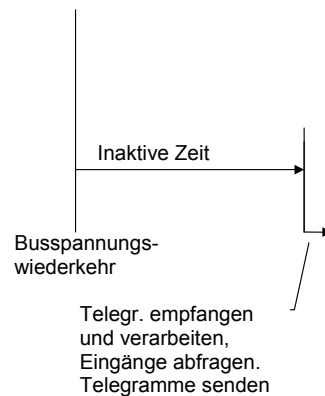 Inaktive Zeit
Busspannungs-
wiederkehr
Telegr. empfangen
und verarbeiten,
Eingänge abfragen.
Telegramme senden